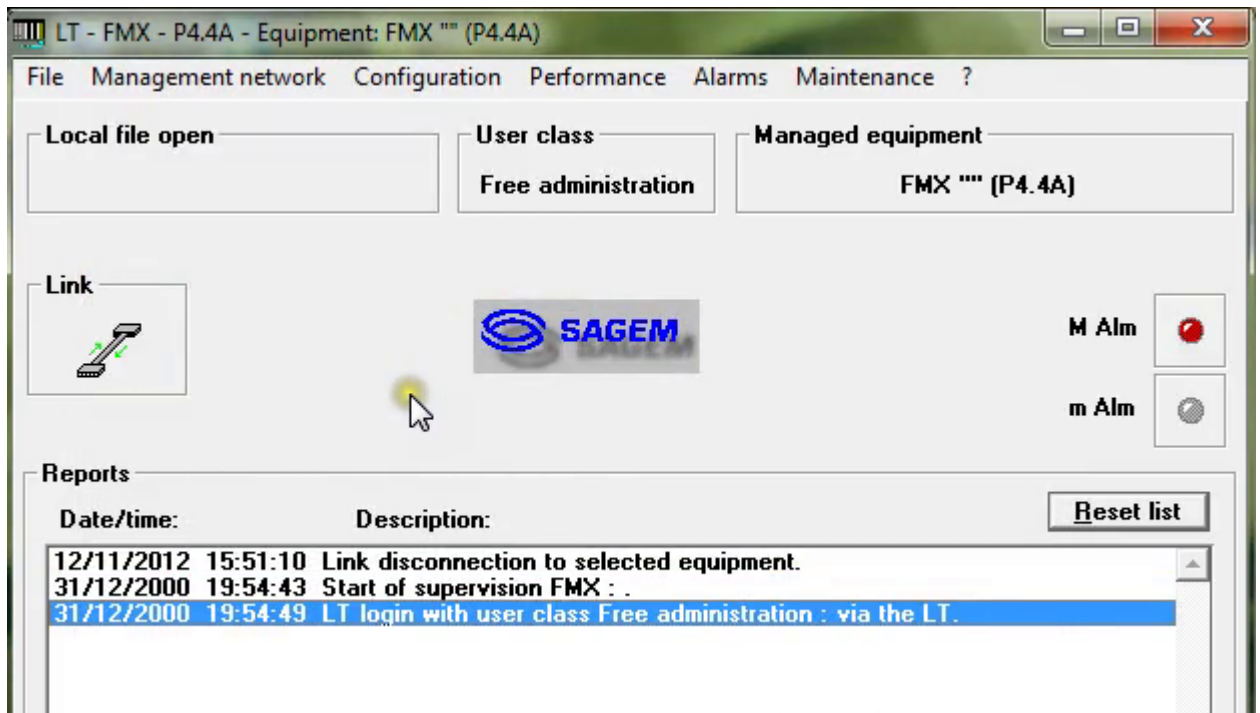 LT - FMX - P4.4A - Equipment: FMX "" (P4.4A)
File Management network Configuration Performance Alarms Maintenance ?
Local file open
User class
Free administration
Managed equipment
FMX "" (P4.4A)
Link
SAGEM
M Alm
m Alm
Reports
Date/time: Description:
Reset list
12/11/2012 15:51:10 Link disconnection to selected equipment.
31/12/2000 19:54:43 Start of supervision FMX : .
31/12/2000 19:54:49 LT login with user class Free administration : via the LT.